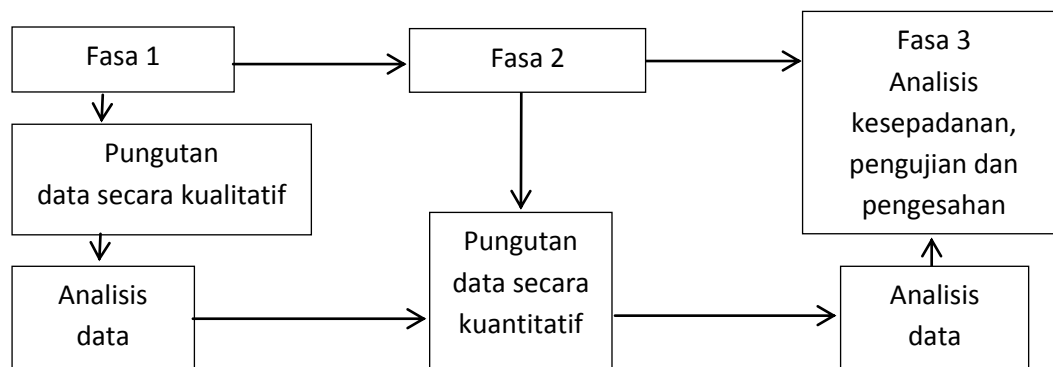 Fasa 1
Fasa 2
Fasa 3
Analisis
kesepadanan,
pengujian dan
pengesahan
Pungutan
data secara kualitatif
Pungutan
data secara
kuantitatif
Analisis
data
Analisis
data